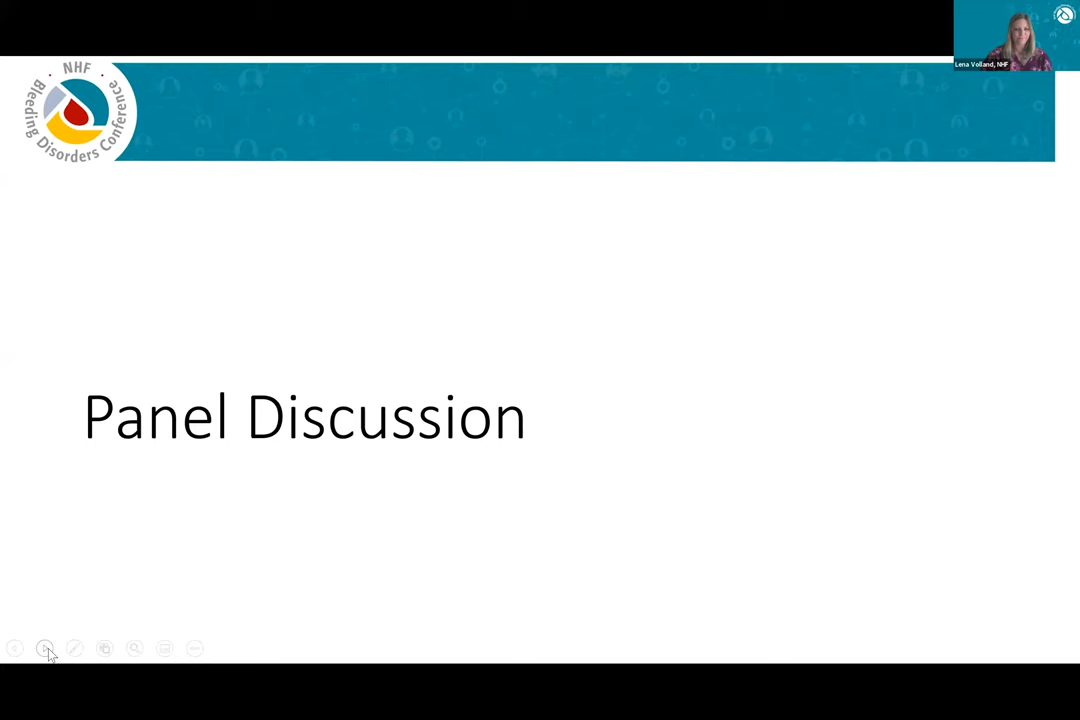 Lena Volland, NHF
· NHF ·
Bleeding Disorders Conference
Panel Discussion